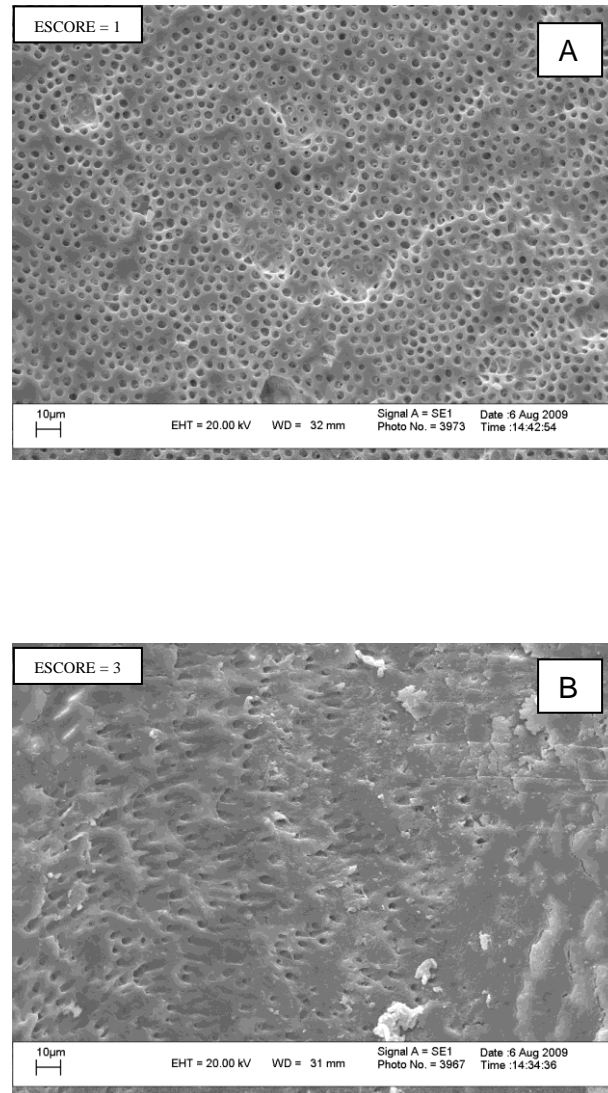 ESCORE = 1
A
10µm
EHT = 20.00 kV WD = 32 mm Signal A = SE1 Date :6 Aug 2009
Photo No. = 3973 Time :14:42:54
ESCORE = 3
B
10µm
EHT = 20.00 kV WD = 31 mm Signal A = SE1 Date :6 Aug 2009
Photo No. = 3967 Time :14:34:36